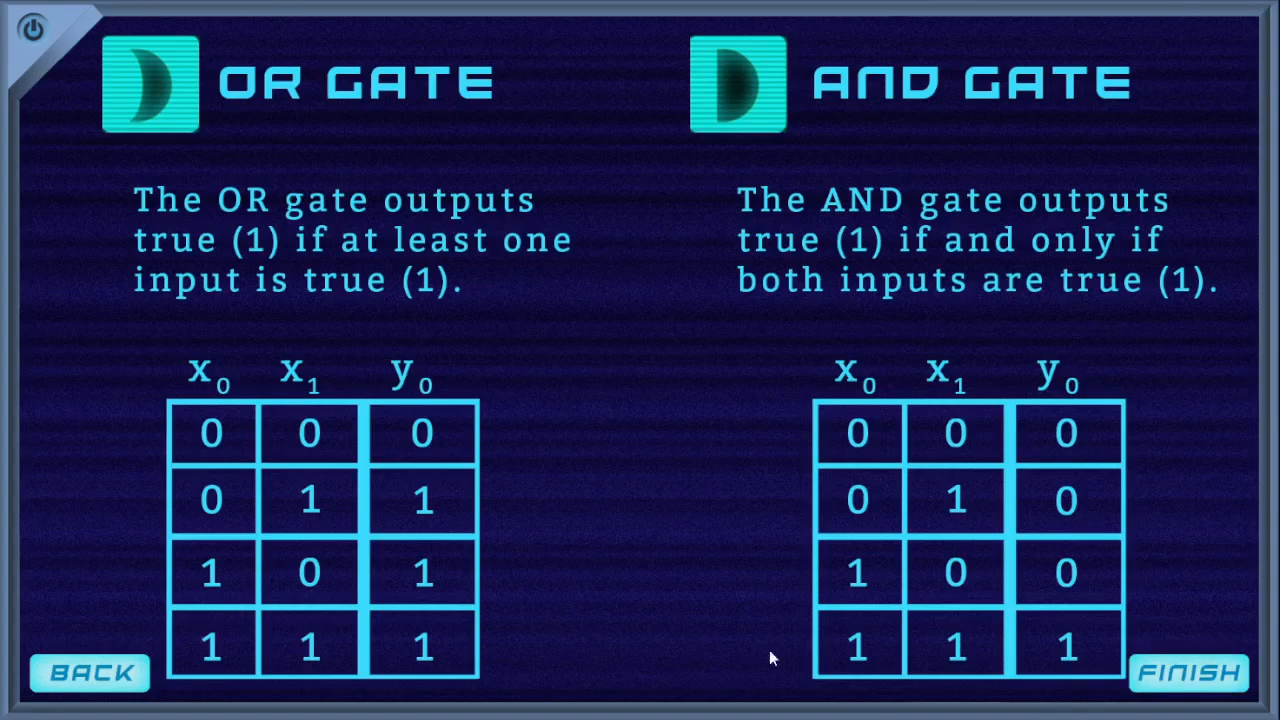 OR GATE
The OR gate outputs
true (1) if at least one
input is true (1).
x₀ x₁ y₀
0 0 0
0 1 1
1 0 1
1 1 1
AND GATE
The AND gate outputs
true (1) if and only if
both inputs are true (1).
x₀ x₁ y₀
0 0 0
0 1 0
1 0 0
1 1 1
BACK
FINISH